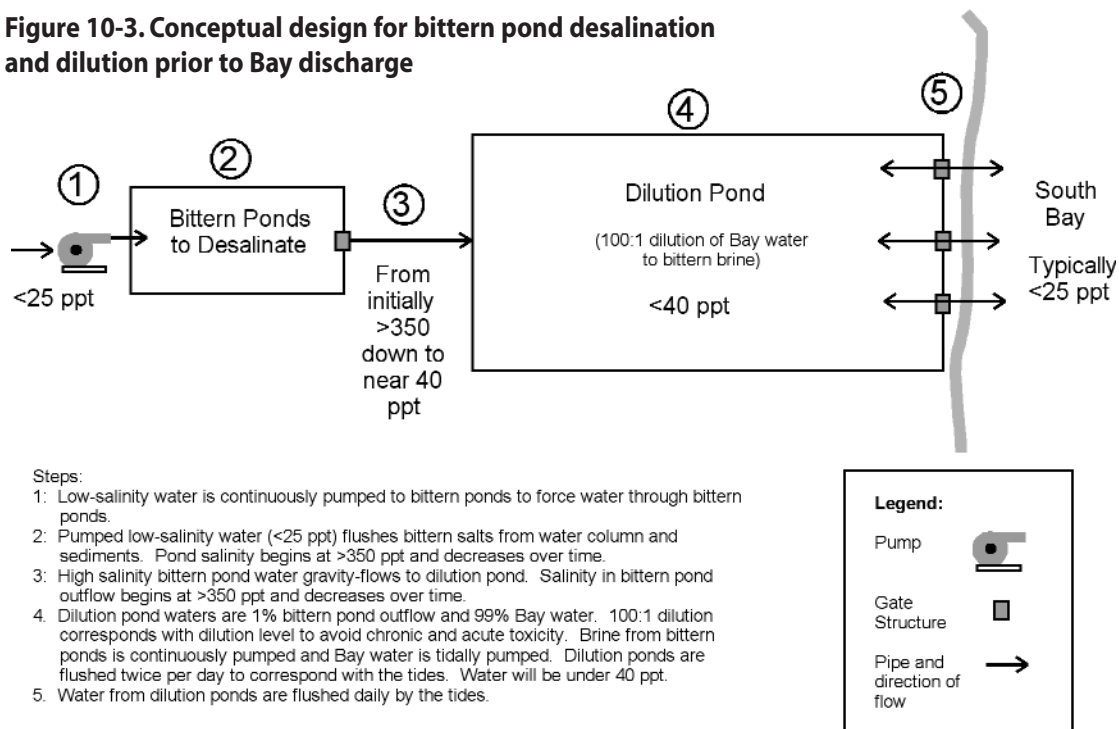 Figure 10-3. Conceptual design for bittern pond desalination
and dilution prior to Bay discharge
1
2
3
4
5
<25 ppt
Bittern Ponds
to Desalinate
From
initially
>350
down to
near 40
ppt
Dilution Pond
(100:1 dilution of Bay water
to bittern brine)
<40 ppt
South
Bay
Typically
<25 ppt
Steps:
1: Low-salinity water is continuously pumped to bittern ponds to force water through bittern
ponds.
2: Pumped low-salinity water (<25 ppt) flushes bittern salts from water column and
sediments. Pond salinity begins at >350 ppt and decreases over time.
3: High salinity bittern pond water gravity-flows to dilution pond. Salinity in bittern pond
outflow begins at >350 ppt and decreases over time.
4. Dilution pond waters are 1% bittern pond outflow and 99% Bay water. 100:1 dilution
corresponds with dilution level to avoid chronic and acute toxicity. Brine from bittern
ponds is continuously pumped and Bay water is tidally pumped. Dilution ponds are
flushed twice per day to correspond with the tides. Water will be under 40 ppt.
5. Water from dilution ponds are flushed daily by the tides.
Legend:
Pump
Gate
Structure
Pipe and
direction of
flow